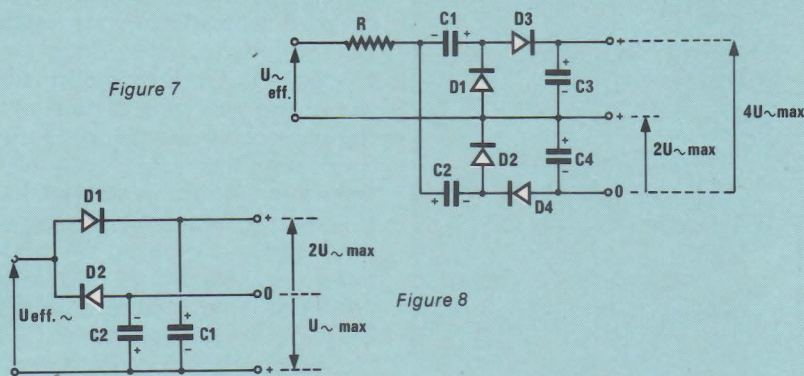 Figure 7
R
C1
D3
- +
+
U~
eff.
D1
+
-
C3
+
4U~max
2U~max
D2
+
-
C4
C2
+ -
D4
0
D1
+
2U~max
D2
0
Figure 8
Ueff.~
-
+
C2
+
-
C1
U~max
+